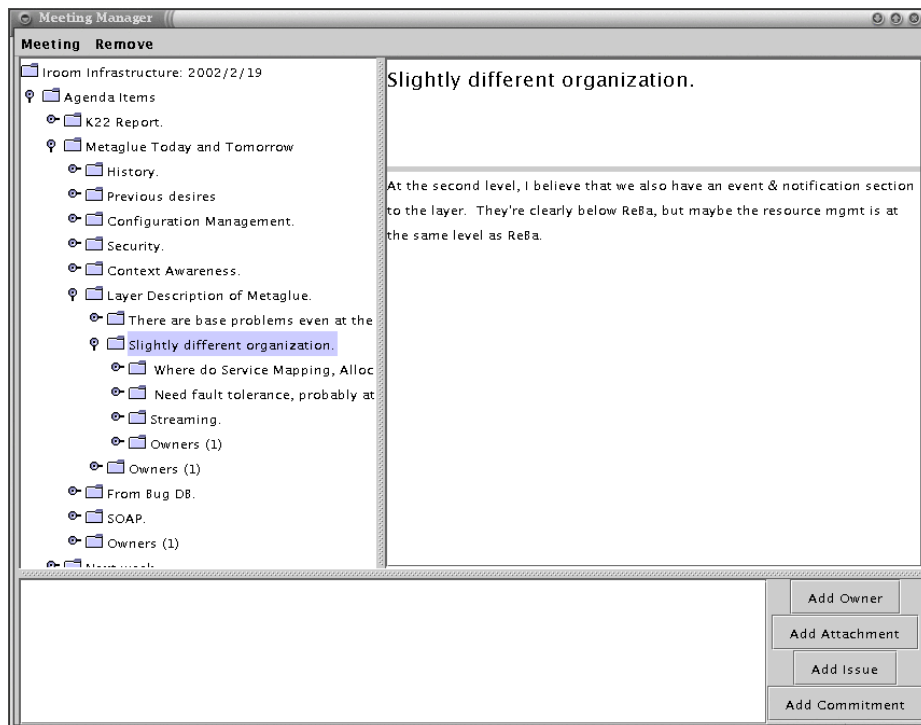 Meeting Manager
Meeting Remove
Iroom Infrastructure: 2002/2/19
Agenda Items
K22 Report.
Metaglue Today and Tomorrow
History.
Previous desires
Configuration Management.
Security.
Context Awareness.
Layer Description of Metaglue.
There are base problems even at the
Slightly different organization.
Where do Service Mapping, Alloc
Need fault tolerance, probably at
Streaming.
Owners (1)
Owners (1)
From Bug DB.
SOAP.
Owners (1)
Next week
Slightly different organization.
At the second level, I believe that we also have an event & notification section
to the layer. They're clearly below ReBa, but maybe the resource mgmt is at
the same level as ReBa.
Add Owner
Add Attachment
Add Issue
Add Commitment